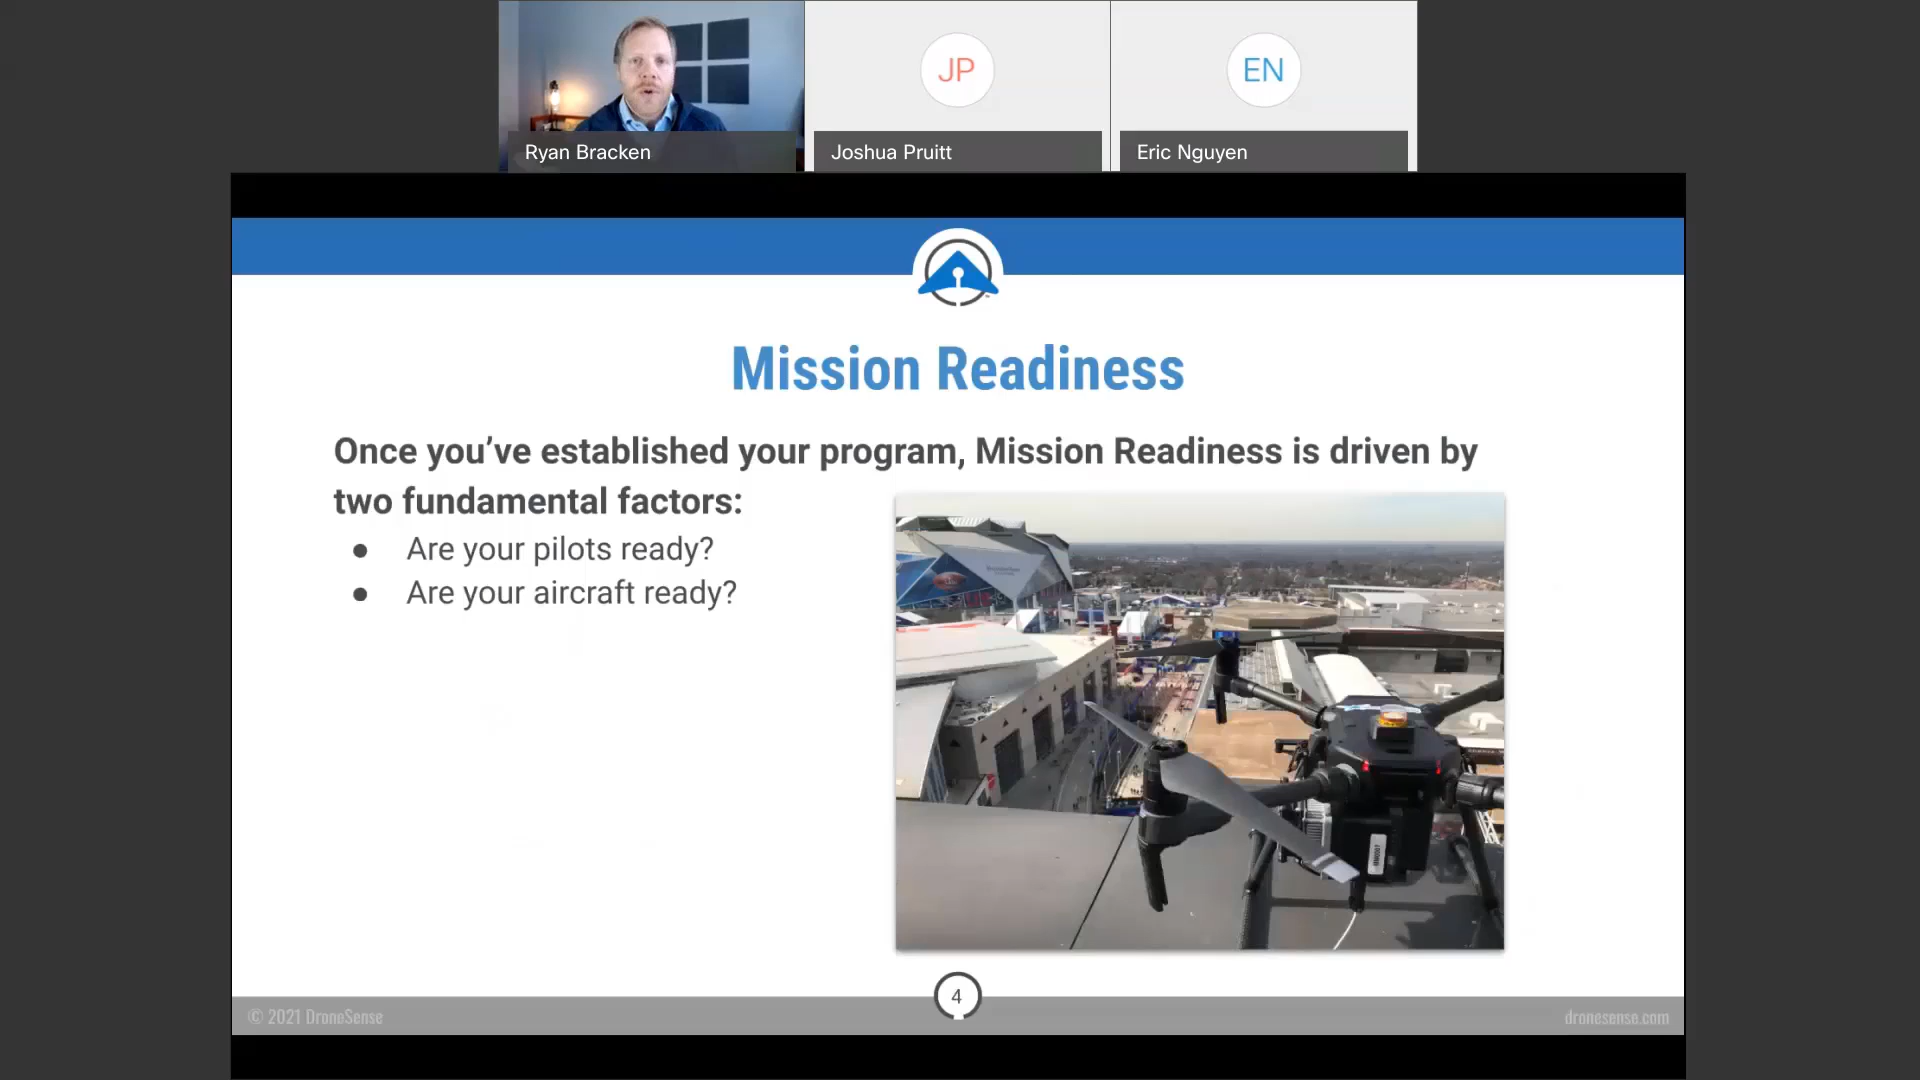 JP
EN
Ryan Bracken
Joshua Pruitt
Eric Nguyen
Mission Readiness
Once you’ve established your program, Mission Readiness is driven by
two fundamental factors:
● Are your pilots ready?
● Are your aircraft ready?
4
© 2021 DroneSense
dronesense.com